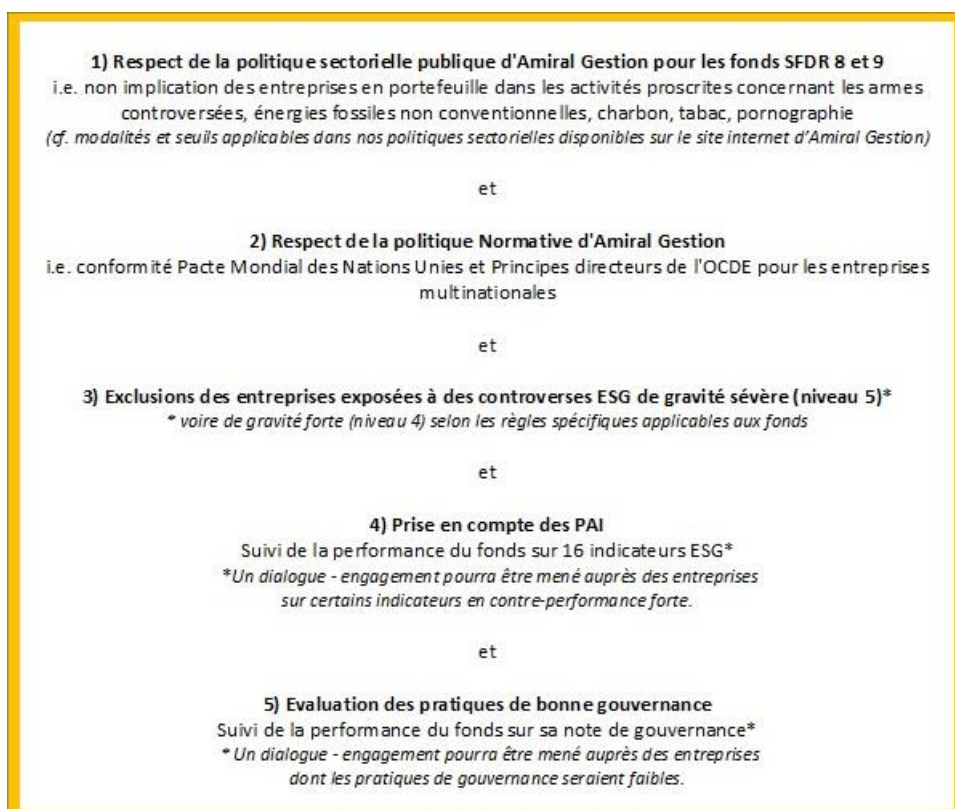 1) Respect de la politique sectorielle publique d'Amiral Gestion pour les fonds SFDR 8 et 9
i.e. non implication des entreprises en portefeuille dans les activités proscrites concernant les armes
controversées, énergies fossiles non conventionnelles, charbon, tabac, pornographie
(cf. modalités et seuils applicables dans nos politiques sectorielles disponibles sur le site internet d'Amiral Gestion)
et
2) Respect de la politique Normative d'Amiral Gestion
i.e. conformité Pacte Mondial des Nations Unies et Principes directeurs de l'OCDE pour les entreprises
multinationales
et
3) Exclusions des entreprises exposées à des controverses ESG de gravité sévère (niveau 5)*
* voire de gravité forte (niveau 4) selon les règles spécifiques applicables aux fonds
et
4) Prise en compte des PAI
Suivi de la performance du fonds sur 16 indicateurs ESG*
*Un dialogue - engagement pourra être mené auprès des entreprises
sur certains indicateurs en contre-performance forte.
et
5) Evaluation des pratiques de bonne gouvernance
Suivi de la performance du fonds sur sa note de gouvernance*
* Un dialogue - engagement pourra être mené auprès des entreprises
dont les pratiques de gouvernance seraient faibles.